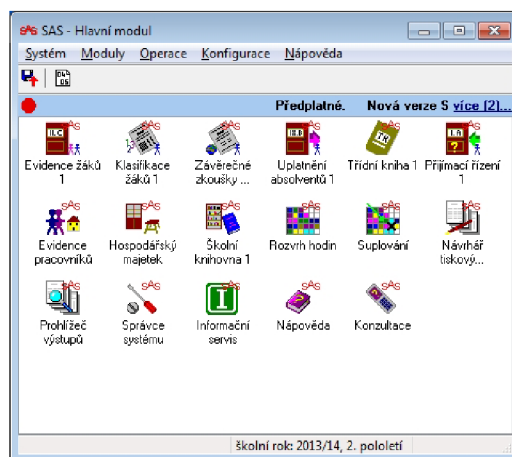 SAS - Hlavní modul
Systém Moduly Operace Konfigurace Nápověda
Předplatné. Nová verze S více (2)...
Evidence žáků 1
Klasifikace žáků 1
Závěrečné zkoušky ...
Uplatnění absolventů 1
Třídní kniha 1
Přijímací řízení 1
Evidence pracovníků
Hospodářský majetek
Školní knihovna 1
Rozvrh hodin
Suplování
Návrhář tiskový...
Prohlížeč výstupů
Správce systému
Informační servis
Nápověda
Konzultace
školní rok: 2013/14, 2. pololetí